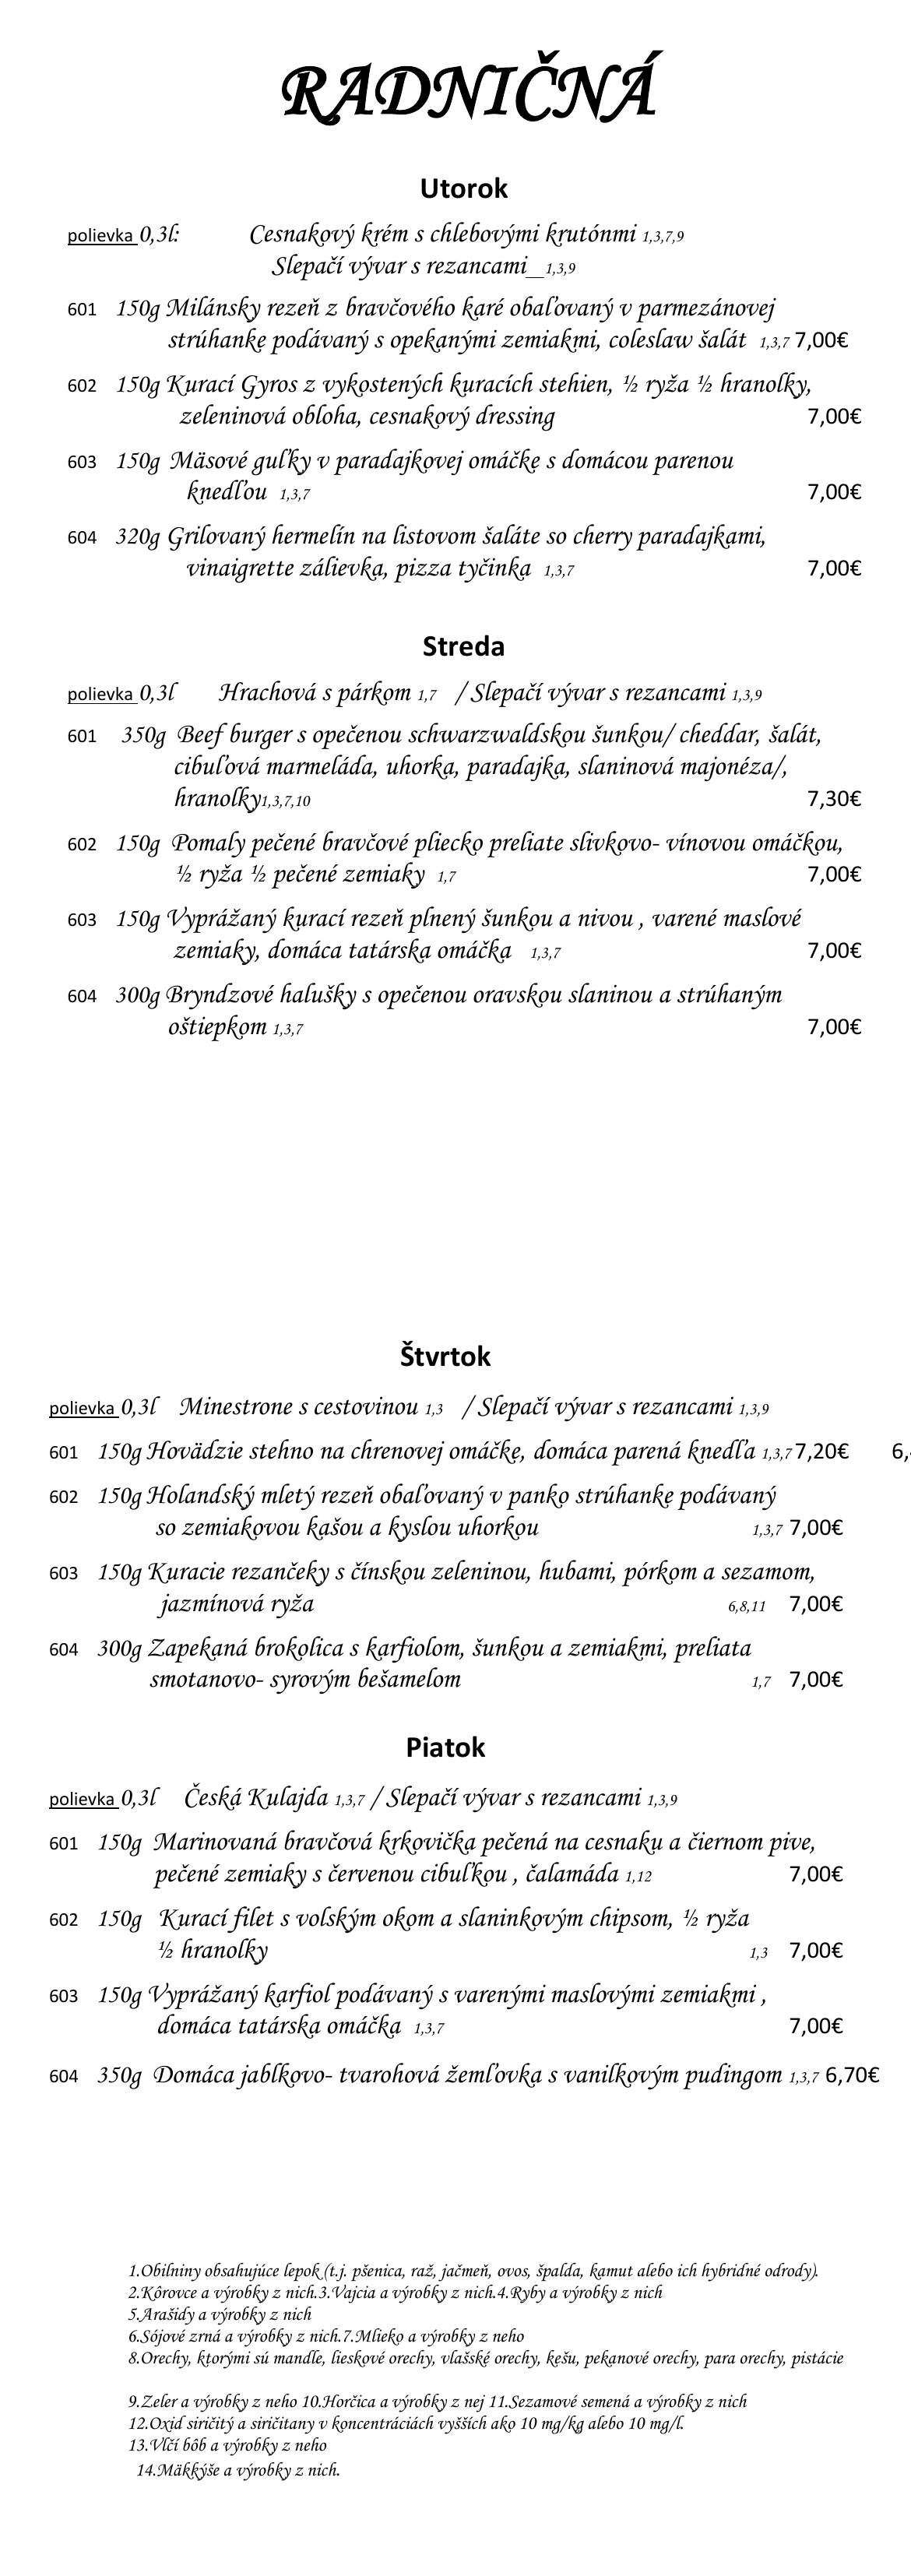 RADNIČNÁ
Utorok
polievka 0,3l: Cesnakový krém s chlebovými krutónmi 1,3,7,9
Slepačí vývar s rezancami__1,3,9
601 150g Milánsky rezeň z bravčového karé obaľovaný v parmezánovej
strúhanke podávaný s opekanými zemiakmi, coleslaw šalát 1,3,7 7,00€
602 150g Kurací Gyros z vykostených kuracích stehien, ½ ryža ½ hranolky,
zeleninová obloha, cesnakový dressing 7,00€
603 150g Mäsové guľky v paradajkovej omáčke s domácou parenou
knedľou 1,3,7 7,00€
604 320g Grilovaný hermelín na listovom šaláte so cherry paradajkami,
vinaigrette zálievka, pizza tyčinka 1,3,7 7,00€
Streda
polievka 0,3l Hrachová s párkom 1,7 / Slepačí vývar s rezancami 1,3,9
601 350g Beef burger s opečenou schwarzwaldskou šunkou/ cheddar, šalát,
cibuľová marmeláda, uhorka, paradajka, slaninová majonéza/,
hranolky1,3,7,10 7,30€
602 150g Pomaly pečené bravčové pliecko preliate slivkovo- vínovou omáčkou,
½ ryža ½ pečené zemiaky 1,7 7,00€
603 150g Vyprážaný kurací rezeň plnený šunkou a nivou , varené maslové
zemiaky, domáca tatárska omáčka 1,3,7 7,00€
604 300g Bryndzové halušky s opečenou oravskou slaninou a strúhaným
oštiepkom 1,3,7 7,00€
Štvrtok
polievka 0,3l Minestrone s cestovinou 1,3 / Slepačí vývar s rezancami 1,3,9
601 150g Hovädzie stehno na chrenovej omáčke, domáca parená knedľa 1,3,7 7,20€
602 150g Holandský mletý rezeň obaľovaný v panko strúhanke podávaný
so zemiakovou kašou a kyslou uhorkou 1,3,7 7,00€
603 150g Kuracie rezančeky s čínskou zeleninou, hubami, pórkom a sezamom,
jazmínová ryža 6,8,11 7,00€
604 300g Zapekaná brokolica s karfiolom, šunkou a zemiakmi, preliata
smotanovo- syrovým bešamelom 1,7 7,00€
Piatok
polievka 0,3l Česká Kulajda 1,3,7 / Slepačí vývar s rezancami 1,3,9
601 150g Marinovaná bravčová krkovička pečená na cesnaku a čiernom pive,
pečené zemiaky s červenou cibuľkou , čalamáda 1,12 7,00€
602 150g Kurací filet s volským okom a slaninkovým chipsom, ½ ryža
½ hranolky 1,3 7,00€
603 150g Vyprážaný karfiol podávaný s varenými maslovými zemiakmi ,
domáca tatárska omáčka 1,3,7 7,00€
604 350g Domáca jablkovo- tvarohová žemľovka s vanilkovým pudingom 1,3,7 6,70€
1.Obilniny obsahujúce lepok (t.j. pšenica, raž, jačmeň, ovos, špalda, kamut alebo ich hybridné odrody).
2.Kôrovce a výrobky z nich.3.Vajcia a výrobky z nich.4.Ryby a výrobky z nich
5.Arašidy a výrobky z nich
6.Sójové zrná a výrobky z nich.7.Mlieko a výrobky z neho
8.Orechy, ktorými sú mandle, lieskové orechy, vlašské orechy, kešu, pekanové orechy, para orechy, pistácie
9.Zeler a výrobky z neho 10.Horčica a výrobky z nej 11.Sezamové semená a výrobky z nich
12.Oxid siričitý a siričitany v koncentráciách vyšších ako 10 mg/kg alebo 10 mg/l.
13.Vlčí bôb a výrobky z neho
14.Mäkkýše a výrobky z nich.